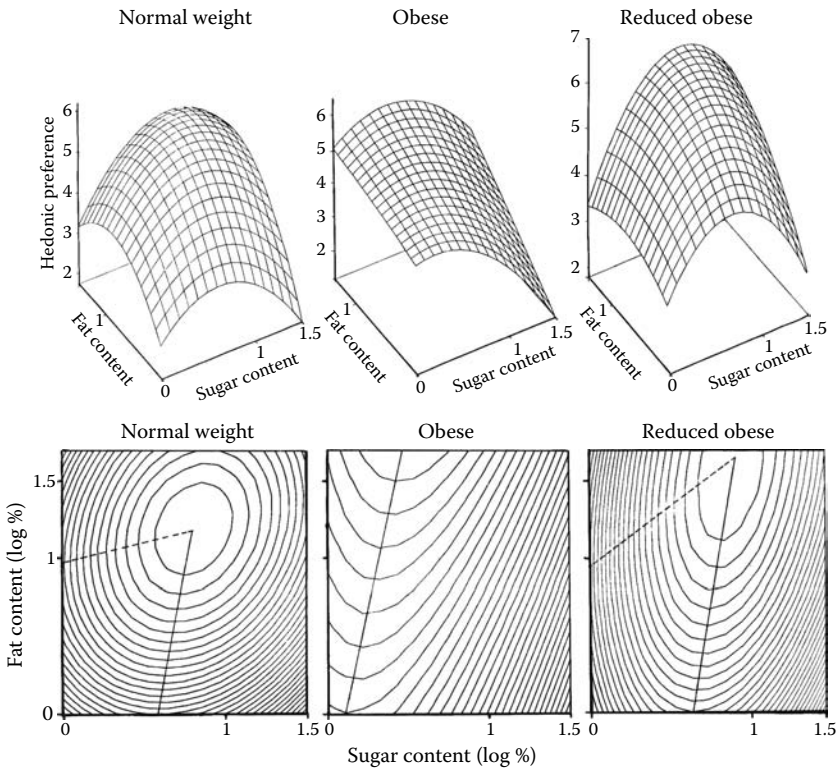 Normal weight
Obese
Reduced obese
Hedonic preference
6
5
4
3
2
1
Fat content
0
Sugar content
1
1.5
6
5
4
3
2
1
Fat content
0
Sugar content
1
1.5
7
6
5
4
3
2
1
Fat content
0
Sugar content
1
1.5
Normal weight
Obese
Reduced obese
Fat content (log %)
1.5
1
0
0
1
1.5
0
1
1.5
0
1
1.5
1.5
1
0
Sugar content (log %)